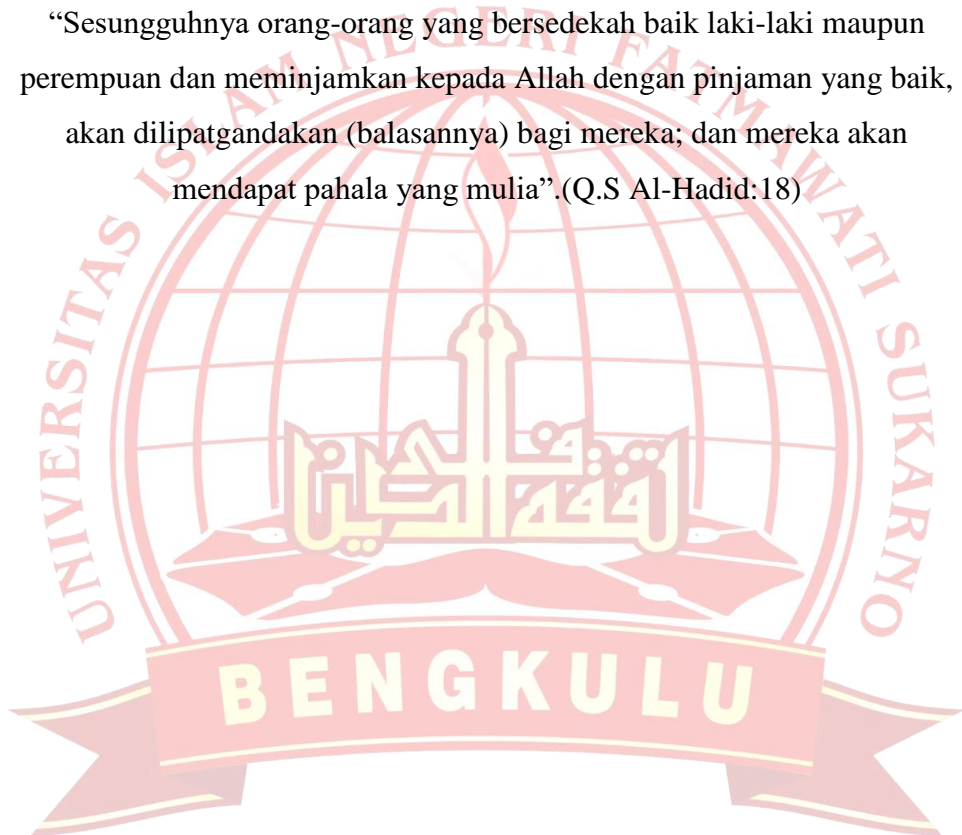 “Sesungguhnya orang-orang yang bersedekah baik laki-laki maupun
perempuan dan meminjamkan kepada Allah dengan pinjaman yang baik,
akan dilipatgandakan (balasannya) bagi mereka; dan mereka akan
mendapat pahala yang mulia”.(Q.S Al-Hadid:18)
UNIVERSITAS ISLAM NEGERI FATMAWATI SUKARNO
BENGKULU